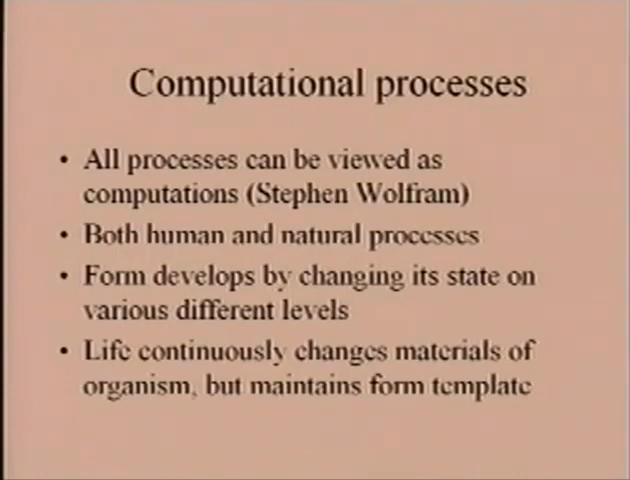 Computational processes
• All processes can be viewed as
computations (Stephen Wolfram)
• Both human and natural processes
• Form develops by changing its state on
various different levels
• Life continuously changes materials of
organism, but maintains form template